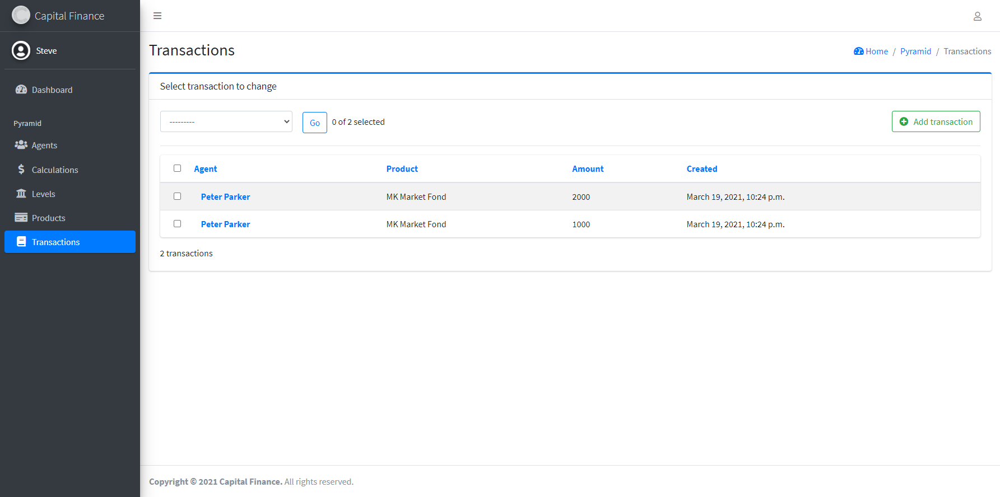 Capital Finance
Steve
Dashboard
Pyramid
Agents
Calculations
Levels
Products
Transactions
Transactions
Home / Pyramid / Transactions
Select transaction to change
---------
Go
0 of 2 selected
Add transaction
Agent Product Amount Created
Peter Parker MK Market Fond 2000 March 19, 2021, 10:24 p.m.
Peter Parker MK Market Fond 1000 March 19, 2021, 10:24 p.m.
2 transactions
Copyright © 2021 Capital Finance. All rights reserved.